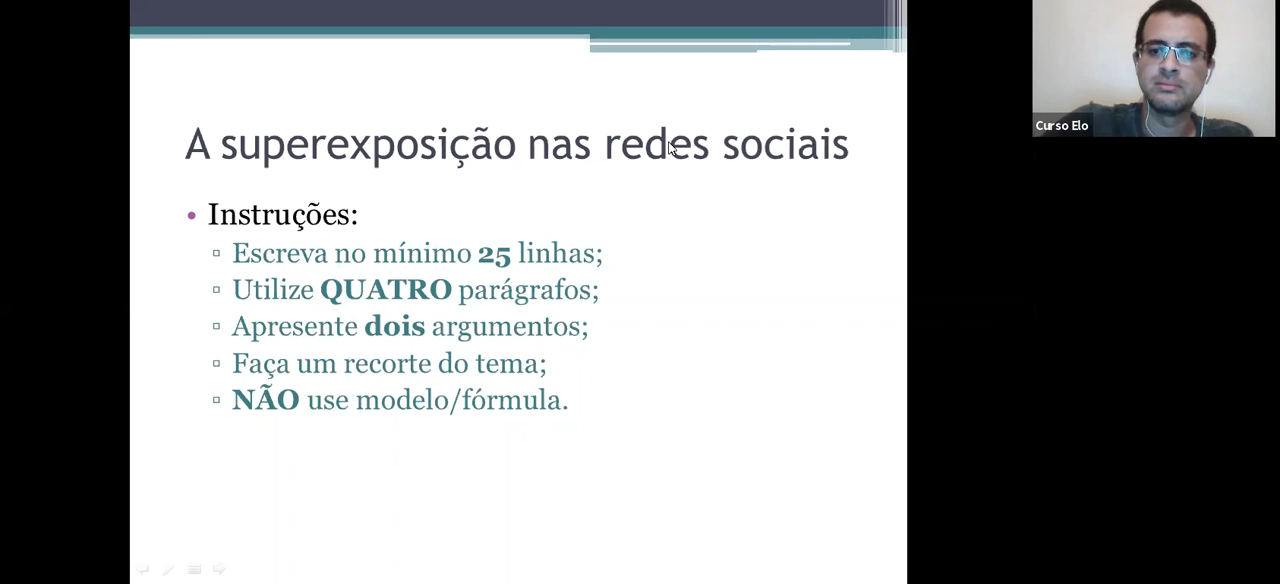 A superexposição nas redes sociais
• Instruções:
▫ Escreva no mínimo 25 linhas;
▫ Utilize QUATRO parágrafos;
▫ Apresente dois argumentos;
▫ Faça um recorte do tema;
▫ NÃO use modelo/fórmula.
Curso Elo